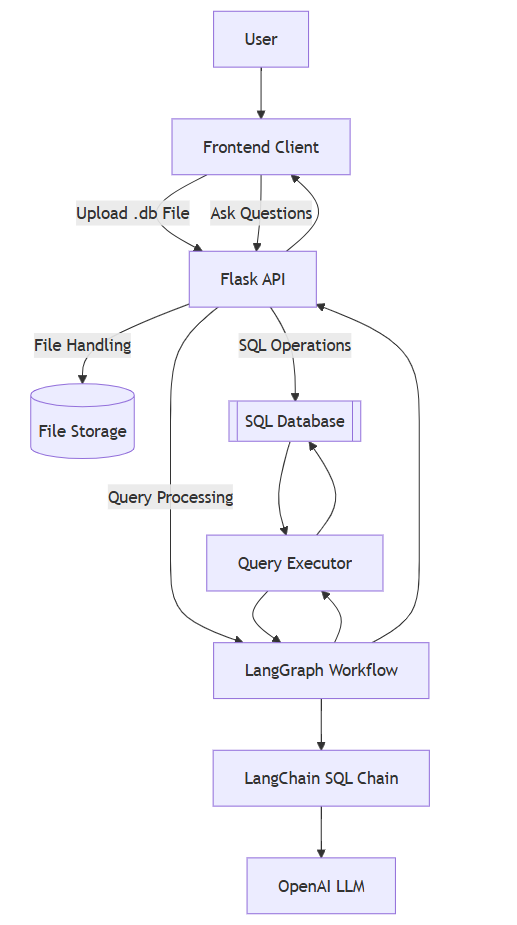 User
Frontend Client
Upload .db File
Ask Questions
Flask API
File Handling
SQL Operations
File Storage
SQL Database
Query Processing
Query Executor
LangGraph Workflow
LangChain SQL Chain
OpenAI LLM